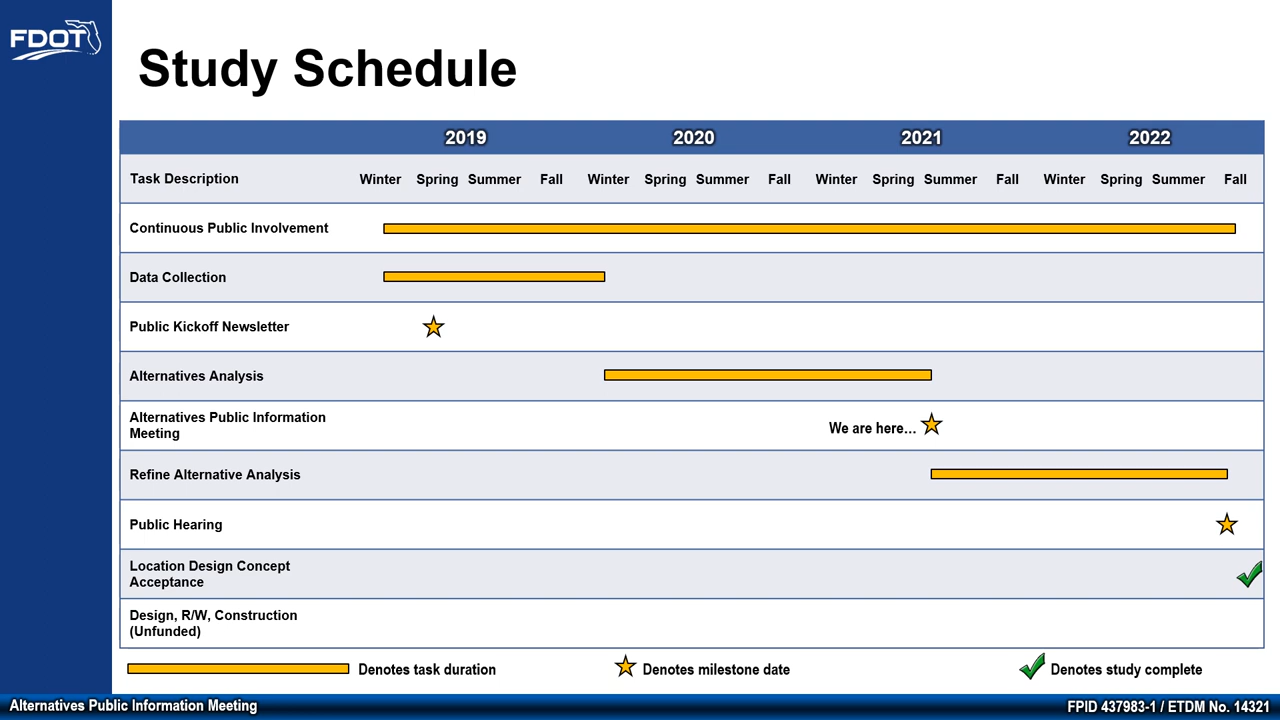 FDOT
Study Schedule
2019 2020 2021 2022
Task Description Winter Spring Summer Fall Winter Spring Summer Fall Winter Spring Summer Fall Winter Spring Summer Fall
Continuous Public Involvement
Data Collection
Public Kickoff Newsletter
Alternatives Analysis
Alternatives Public Information
Meeting
We are here...
Refine Alternative Analysis
Public Hearing
Location Design Concept
Acceptance
Design, R/W, Construction
(Unfunded)
Denotes task duration Denotes milestone date Denotes study complete
Alternatives Public Information Meeting FPID 437983-1 / ETDM No. 14321